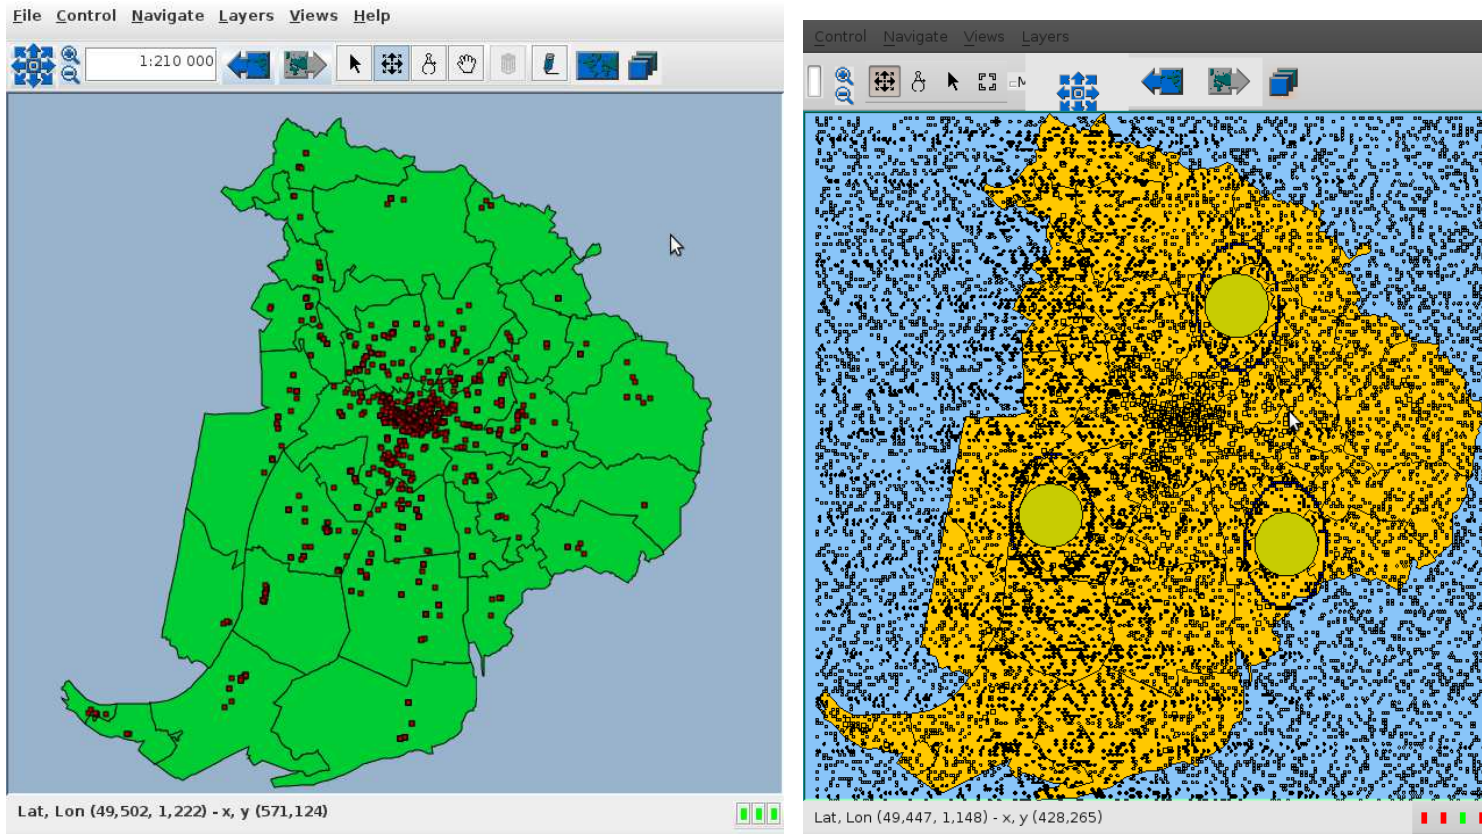 File Control Navigate Layers Views Help
1:210 000
Lat, Lon (49,502, 1,222) - x, y (571,124)
Control Navigate Views Layers
Lat, Lon (49,447, 1,148) - x, y (428,265)